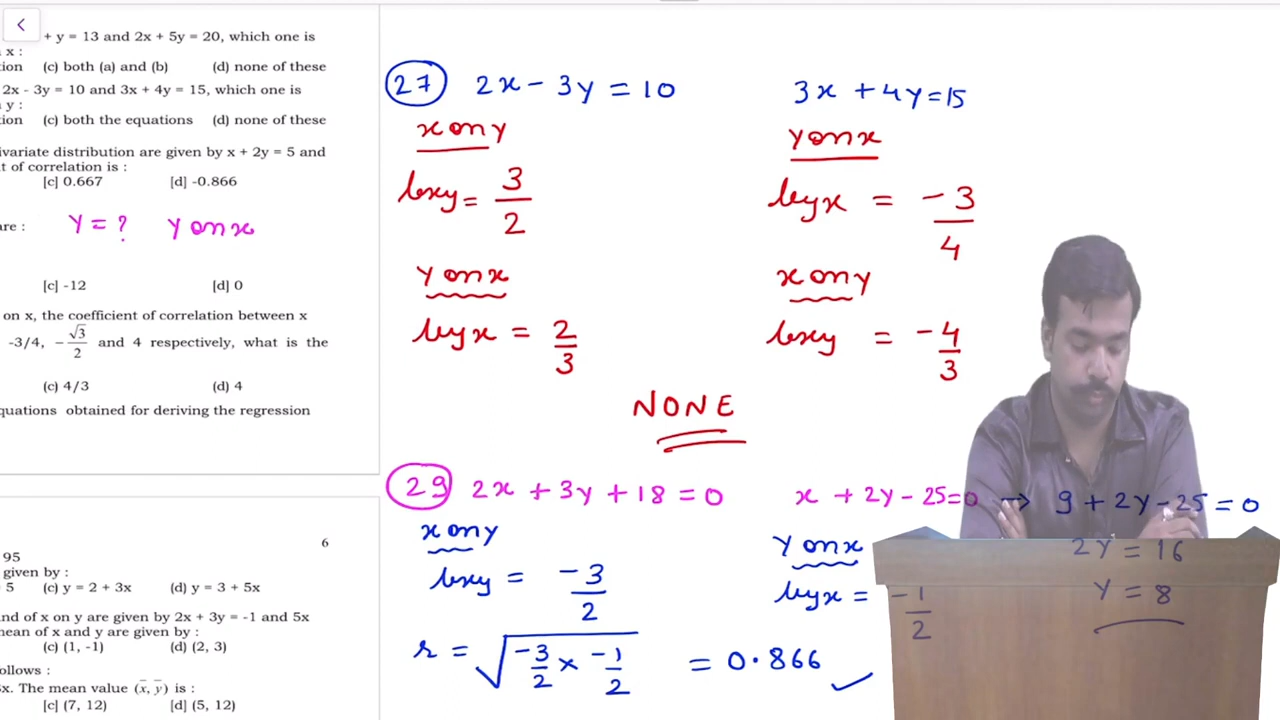 + y = 13 and 2x + 5y = 20, which one is
x :
tion (c) both (a) and (b) (d) none of these
2x - 3y = 10 and 3x + 4y = 15, which one is
y :
tion (c) both the equations (d) none of these
ivariate distribution are given by x + 2y = 5 and
t of correlation is :
[c] 0.667 [d] -0.866
are : Y = ? Y on x
[c] -12 [d] 0
on x, the coefficient of correlation between x
-3/4, -√3/2 and 4 respectively, what is the
(c) 4/3 (d) 4
quations obtained for deriving the regression
6
95
given by :
5 (c) y = 2 + 3x (d) y = 3 + 5x
and of x on y are given by 2x + 3y = -1 and 5x
mean of x and y are given by :
(c) (1, -1) (d) (2, 3)
ollows :
x. The mean value (x̄, ȳ) is :
[c] (7, 12) [d] (5, 12)
27 2x - 3y = 10 3x + 4y = 15
x on y Y on x
bxy = 3/2 byx = -3/4
Y on x x on y
byx = 2/3 bxy = -4/3
NONE
29 2x + 3y + 18 = 0 x + 2y - 25 = 0 → 9 + 2y - 25 = 0
x on y Y on x 2y = 16
bxy = -3/2 byx = -1/2 y = 8
r = √(-3/2 × -1/2) = 0.866 ✓